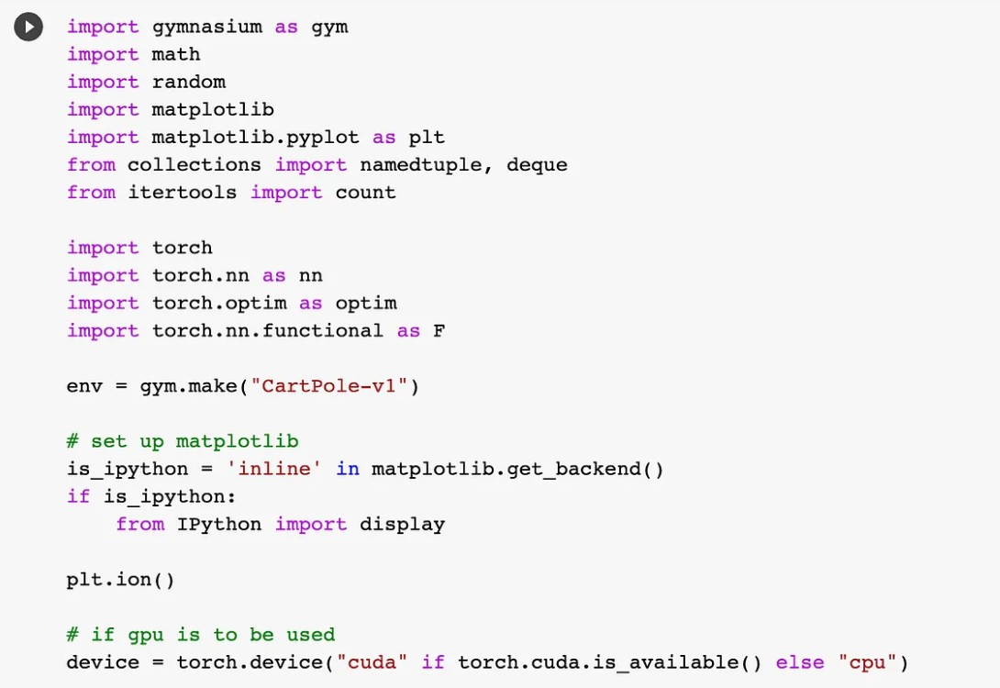 import gymnasium as gym
import math
import random
import matplotlib
import matplotlib.pyplot as plt
from collections import namedtuple, deque
from itertools import count

import torch
import torch.nn as nn
import torch.optim as optim
import torch.nn.functional as F

env = gym.make("CartPole-v1")

# set up matplotlib
is_ipython = 'inline' in matplotlib.get_backend()
if is_ipython:
    from IPython import display

plt.ion()

# if gpu is to be used
device = torch.device("cuda" if torch.cuda.is_available() else "cpu")